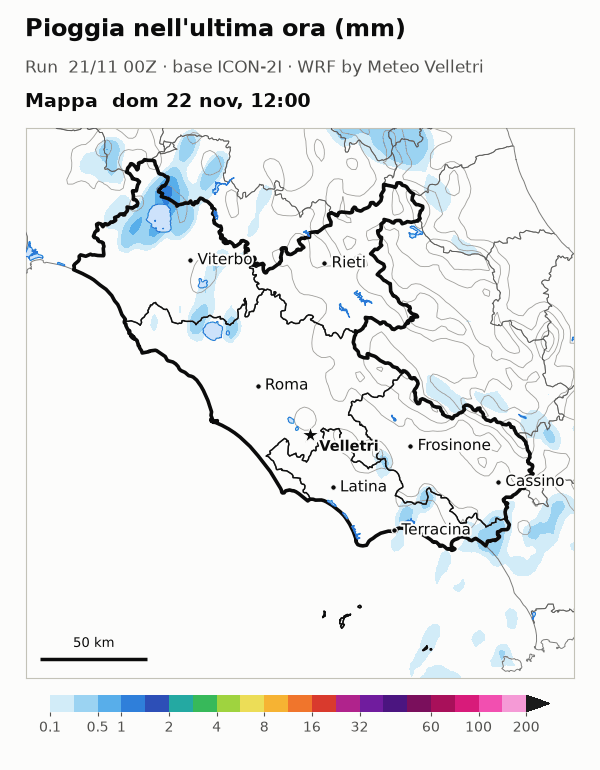 Pioggia nell'ultima ora (mm)
Run  21/11 00Z · base ICON-2I · WRF by Meteo Velletri
Mappa  dom 22 nov, 12:00
Viterbo
Rieti
Roma
Velletri
Frosinone
Cassino
Latina
Terracina
50 km
0.1 0.5 1 2 4 8 16 32 60 100 200